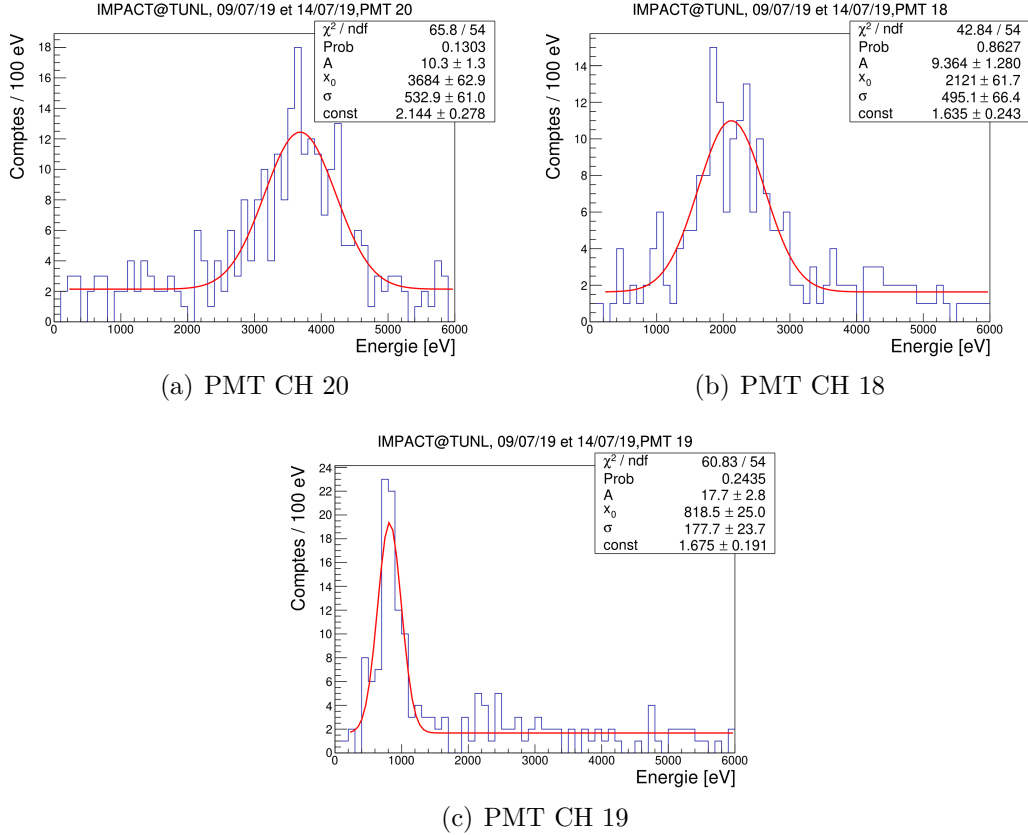 IMPACT@TUNL, 09/07/19 et 14/07/19,PMT 20
χ² / ndf 65.8 / 54
Prob 0.1303
A 10.3 ± 1.3
x₀ 3684 ± 62.9
σ 532.9 ± 61.0
const 2.144 ± 0.278
Comptes / 100 eV
18
16
14
12
10
8
6
4
2
0
0 1000 2000 3000 4000 5000 6000
Energie [eV]
(a) PMT CH 20
IMPACT@TUNL, 09/07/19 et 14/07/19,PMT 18
χ² / ndf 42.84 / 54
Prob 0.8627
A 9.364 ± 1.280
x₀ 2121 ± 61.7
σ 495.1 ± 66.4
const 1.635 ± 0.243
Comptes / 100 eV
14
12
10
8
6
4
2
0
0 1000 2000 3000 4000 5000 6000
Energie [eV]
(b) PMT CH 18
IMPACT@TUNL, 09/07/19 et 14/07/19,PMT 19
χ² / ndf 60.83 / 54
Prob 0.2435
A 17.7 ± 2.8
x₀ 818.5 ± 25.0
σ 177.7 ± 23.7
const 1.675 ± 0.191
Comptes / 100 eV
24
22
20
18
16
14
12
10
8
6
4
2
0
0 1000 2000 3000 4000 5000 6000
Energie [eV]
(c) PMT CH 19